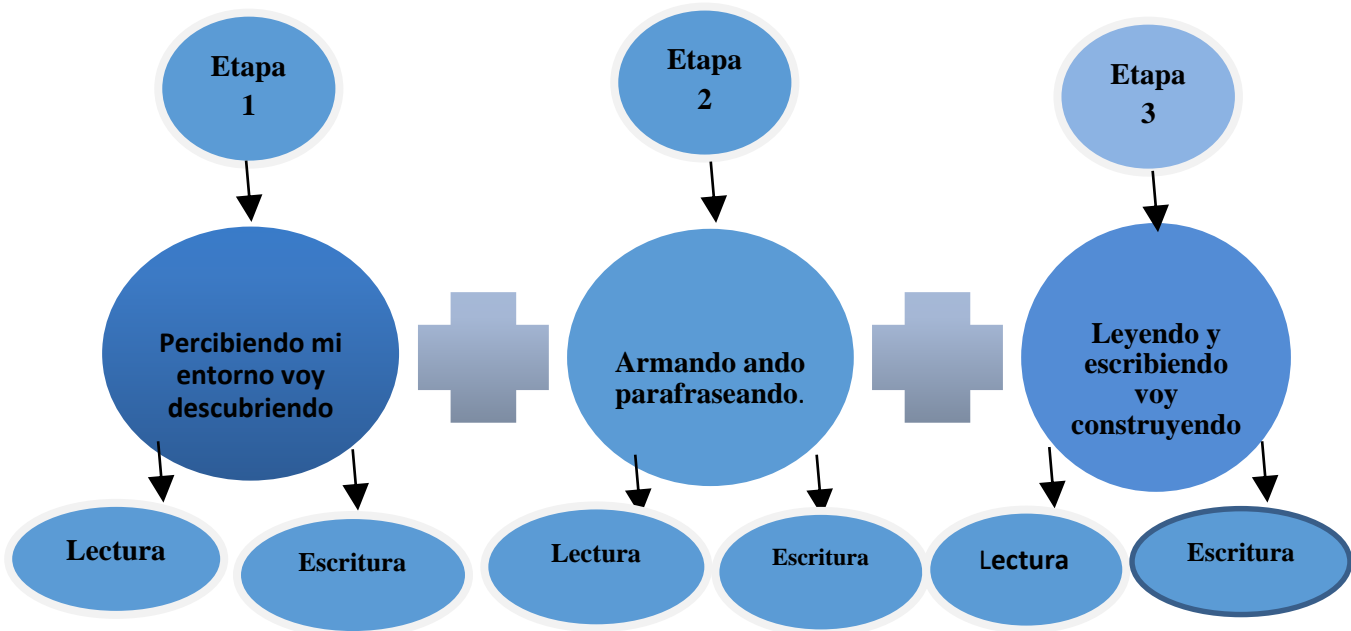 Etapa
1
Etapa
2
Etapa
3
Percibiendo mi
entorno voy
descubriendo
Armando ando
parafraseando.
Leyendo y
escribiendo
voy
construyendo
Lectura
Escritura
Lectura
Escritura
Lectura
Escritura